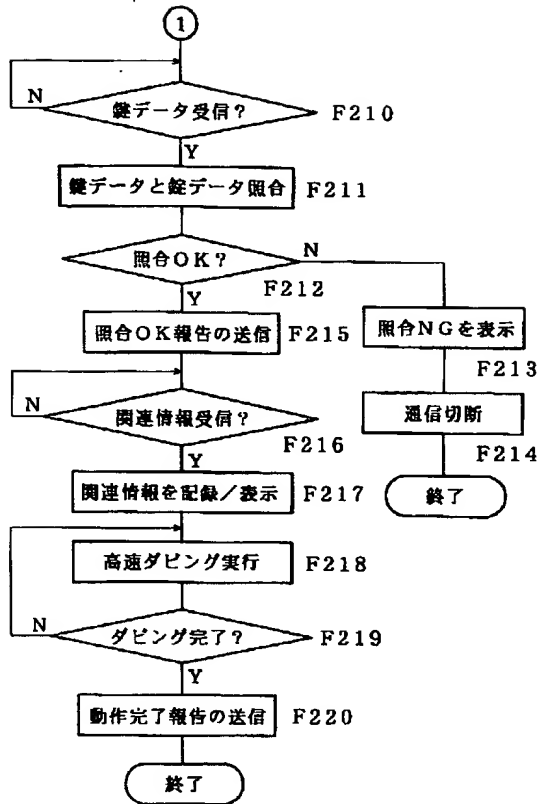 1
N
鍵データ受信？
F210
Y
鍵データと錠データ照合
F211
照合OK？
N
F212
Y
照合OK報告の送信
F215
照合NGを表示
F213
N
関連情報受信？
F216
通信切断
F214
Y
終了
関連情報を記録／表示
F217
高速ダビング実行
F218
N
ダビング完了？
F219
Y
動作完了報告の送信
F220
終了